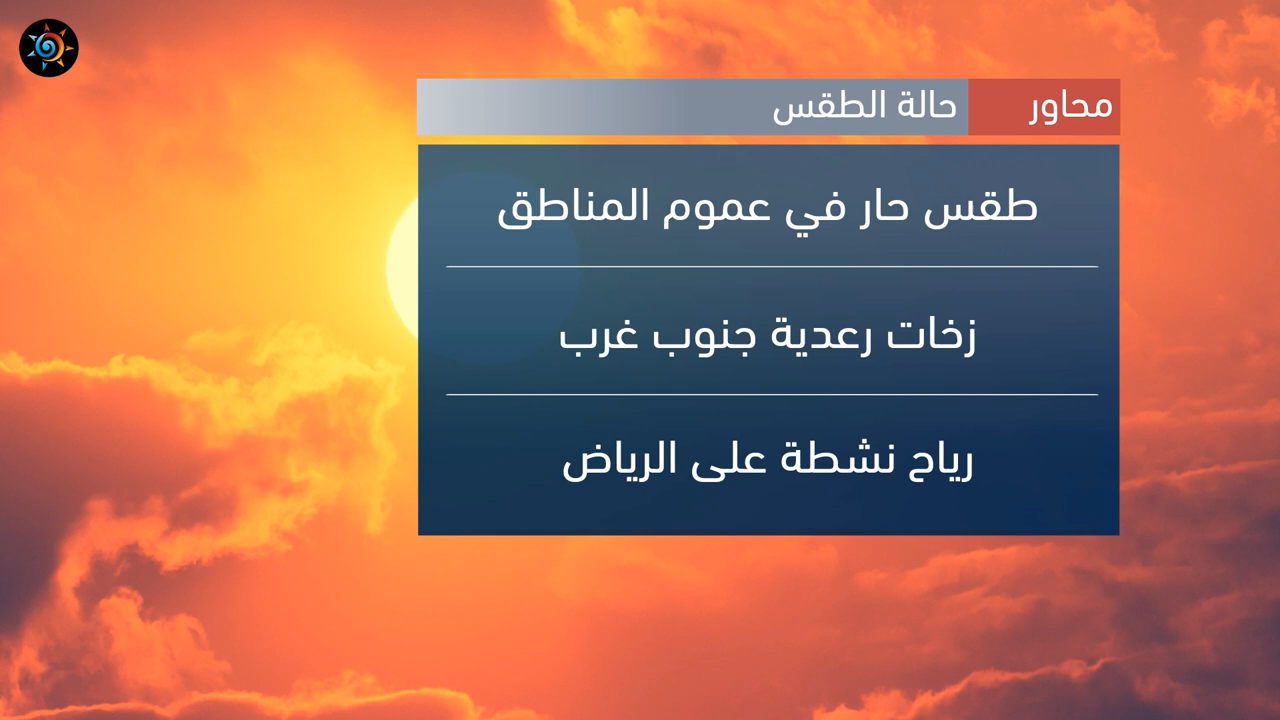 محاور
حالة الطقس
طقس حار في عموم المناطق
زخات رعدية جنوب غرب
رياح نشطة على الرياض